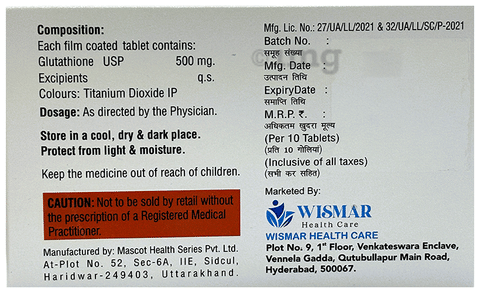 Composition:
Each film coated tablet contains:
Glutathione USP 500 mg.
Excipients q.s.
Colours: Titanium Dioxide IP
Dosage: As directed by the Physician.
Store in a cool, dry & dark place.
Protect from light & moisture.
Keep the medicine out of reach of children.
CAUTION: Not to be sold by retail without
the prescription of a Registered Medical
Practitioner.
Manufactured by: Mascot Health Series Pvt. Ltd.
At-Plot No. 52, Sec-6A, IIE, Sidcul,
Haridwar-249403, Uttarakhand.
Mfg. Lic. No.: 27/UA/LL/2021 & 32/UA/LL/SC/P-2021
Batch No. :
समूह संख्या
Mfg. Date :
उत्पादन तिथि
ExpiryDate :
समाप्ति तिथि
M.R.P. ₹. :
अधिकतम खुदरा मूल्य
(Per 10 Tablets)
(प्रति 10 गोलियां)
(Inclusive of all taxes)
(सभी कर सहित)
Marketed By:
WISMAR
Health Care
WISMAR HEALTH CARE
Plot No. 9, 1st Floor, Venkateswara Enclave,
Vennela Gadda, Qutubullapur Main Road,
Hyderabad, 500067.